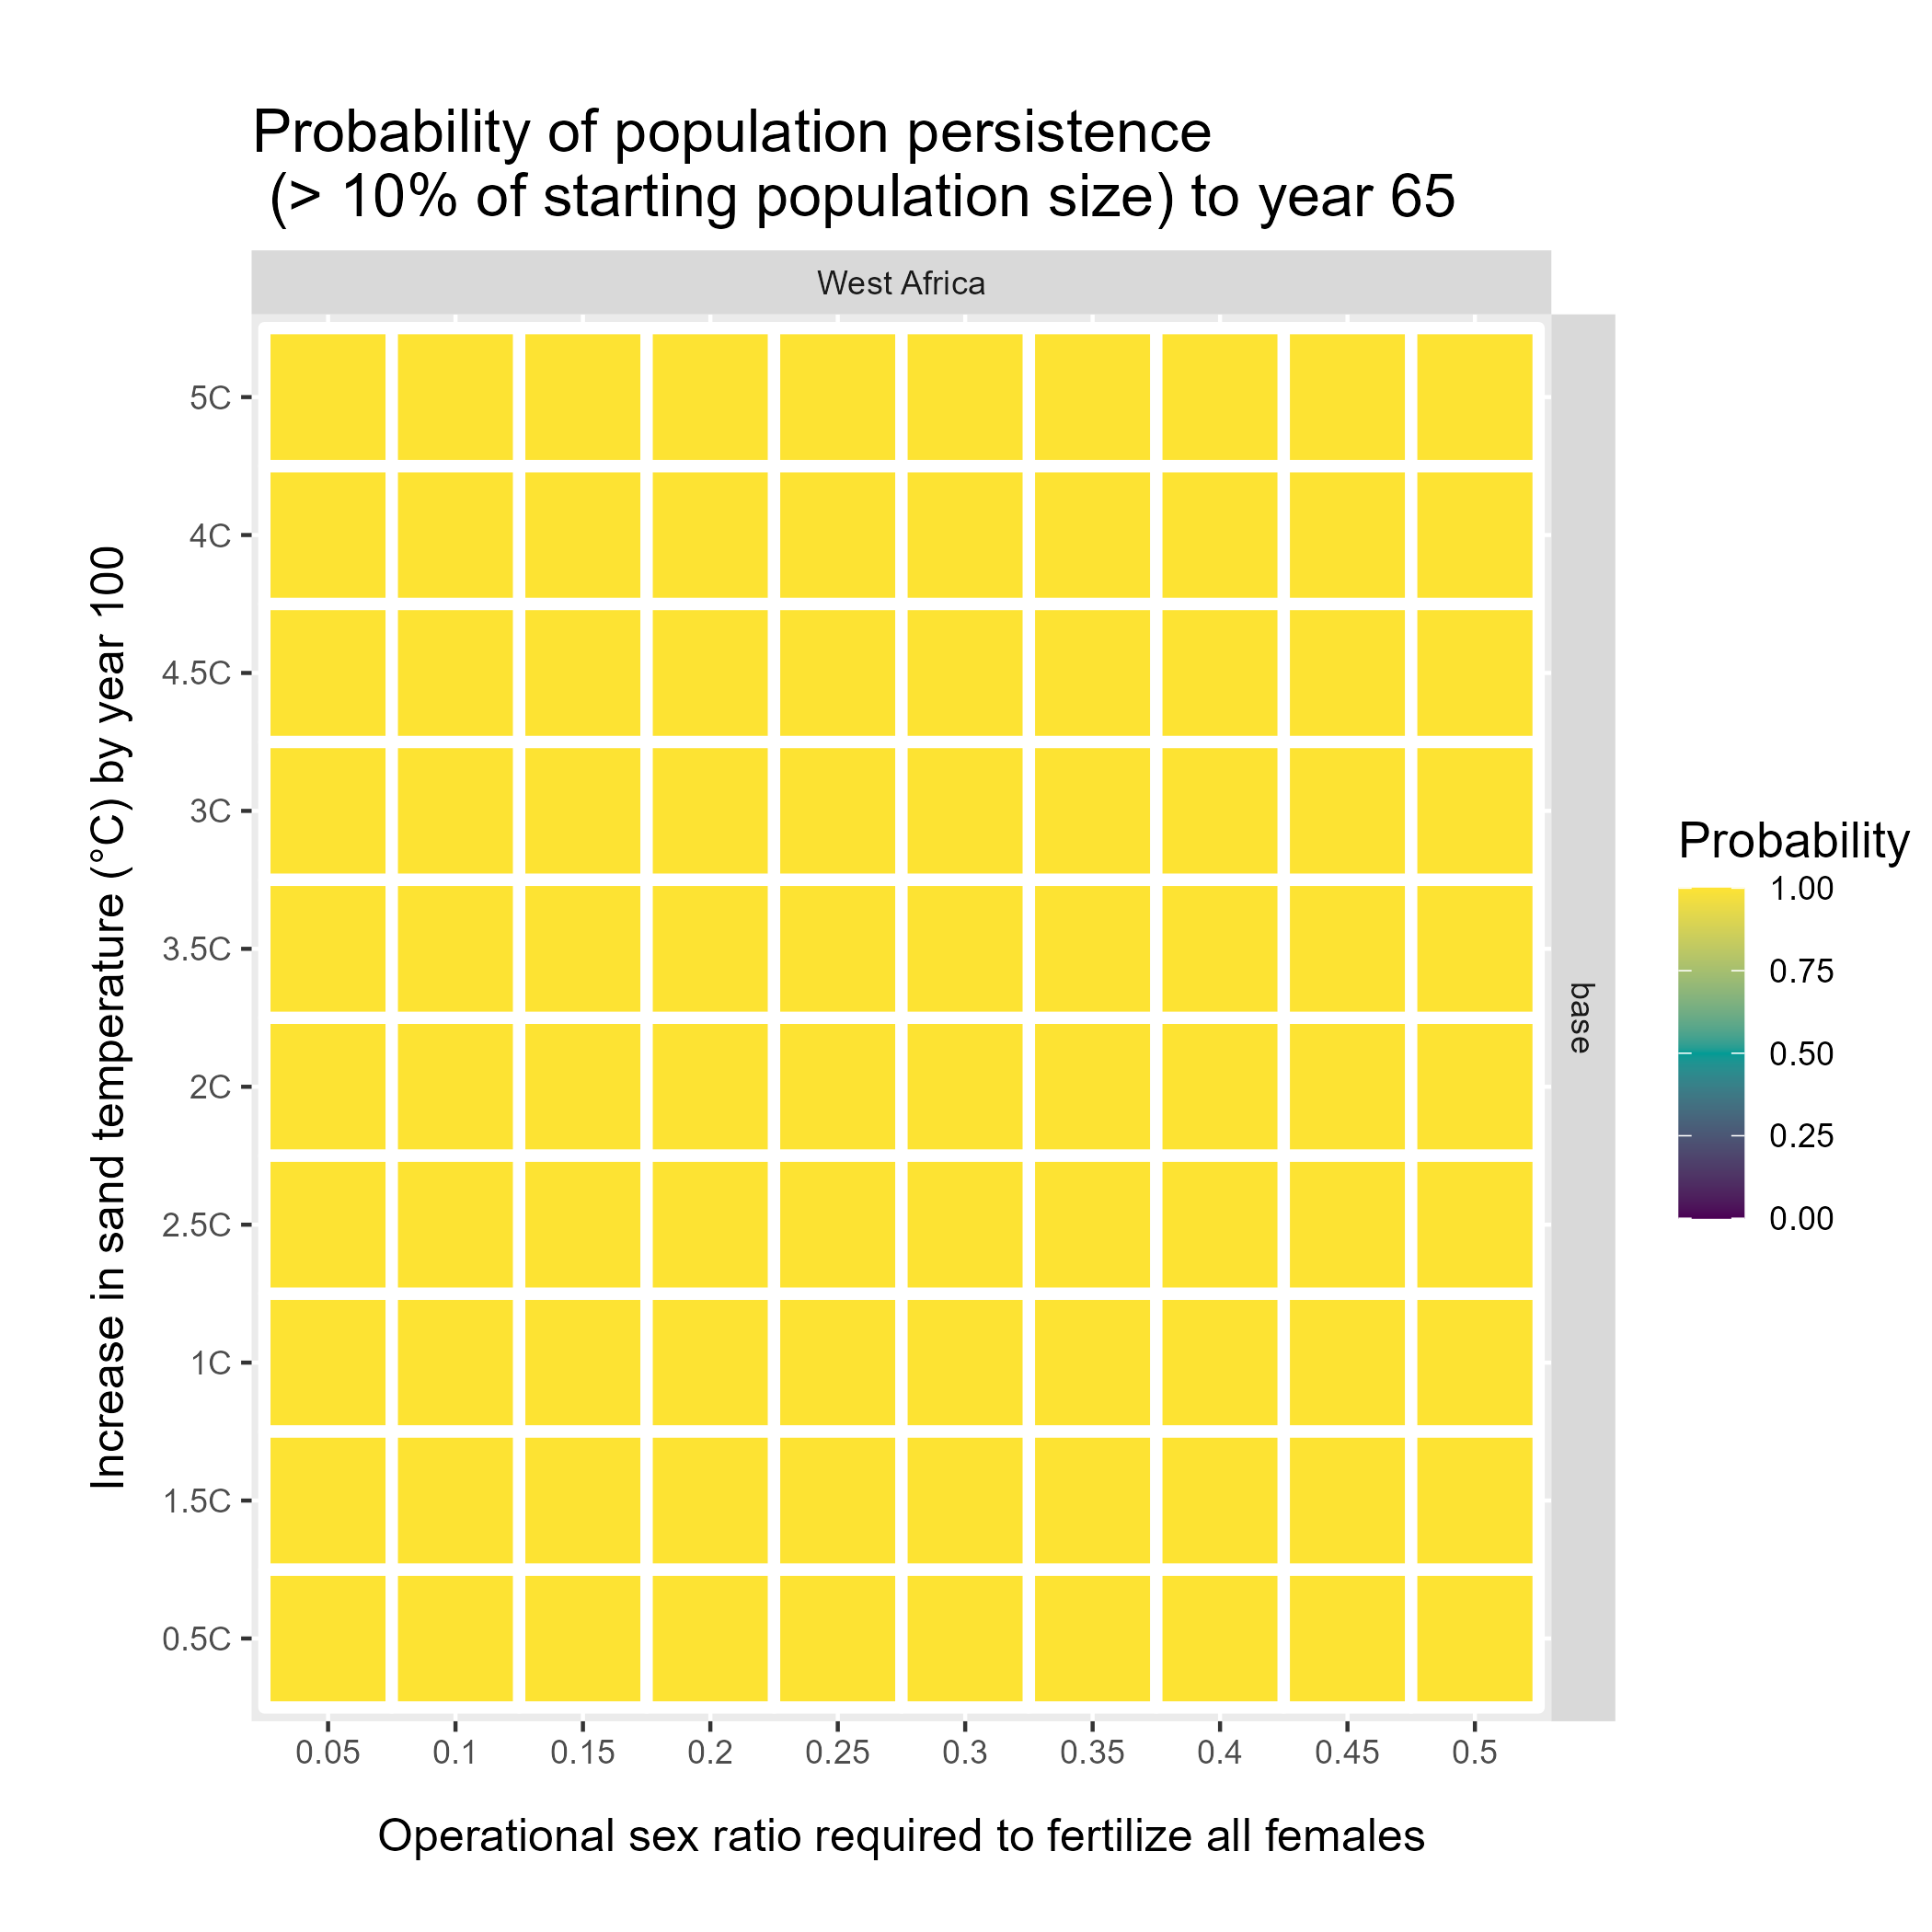 Probability of population persistence
(> 10% of starting population size) to year 65
West Africa
Increase in sand temperature (°C) by year 100
5C
4C
4.5C
3C
3.5C
2C
2.5C
1C
1.5C
0.5C
base
0.05 0.1 0.15 0.2 0.25 0.3 0.35 0.4 0.45 0.5
Operational sex ratio required to fertilize all females
Probability
1.00
0.75
0.50
0.25
0.00